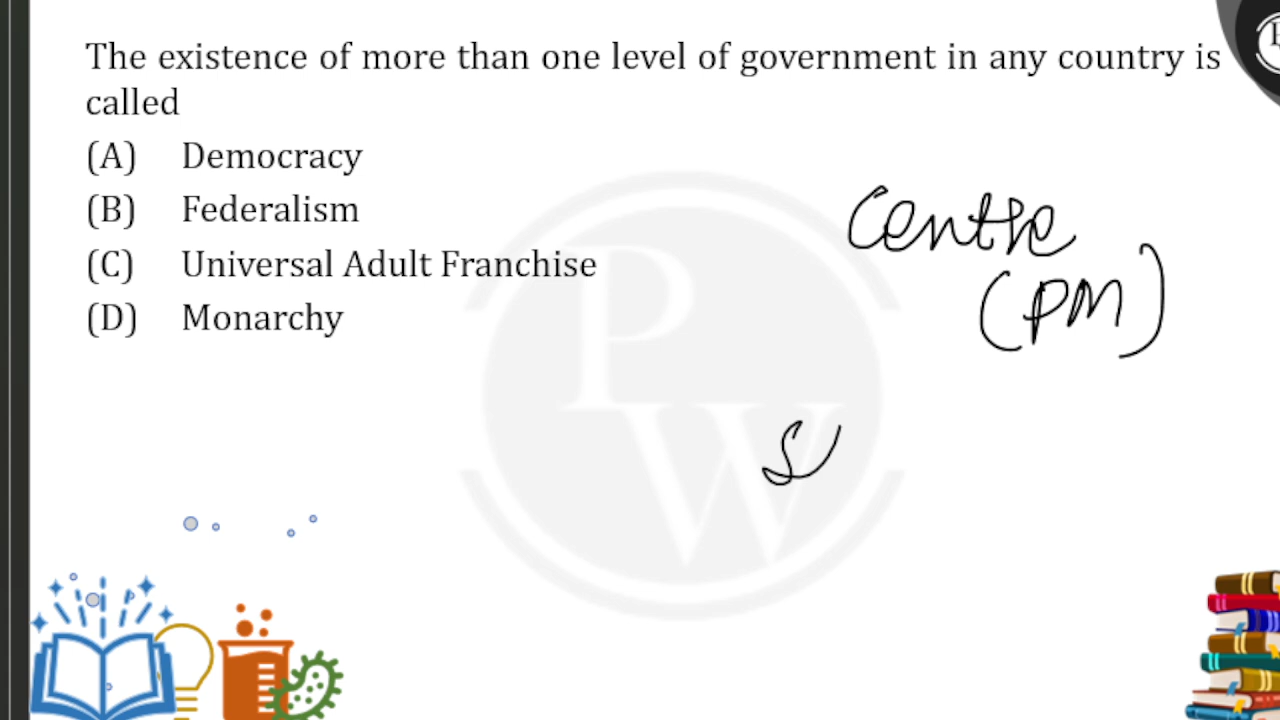 The existence of more than one level of government in any country is
called
(A) Democracy
(B) Federalism
(C) Universal Adult Franchise
(D) Monarchy
Centre
(PM)
P
W